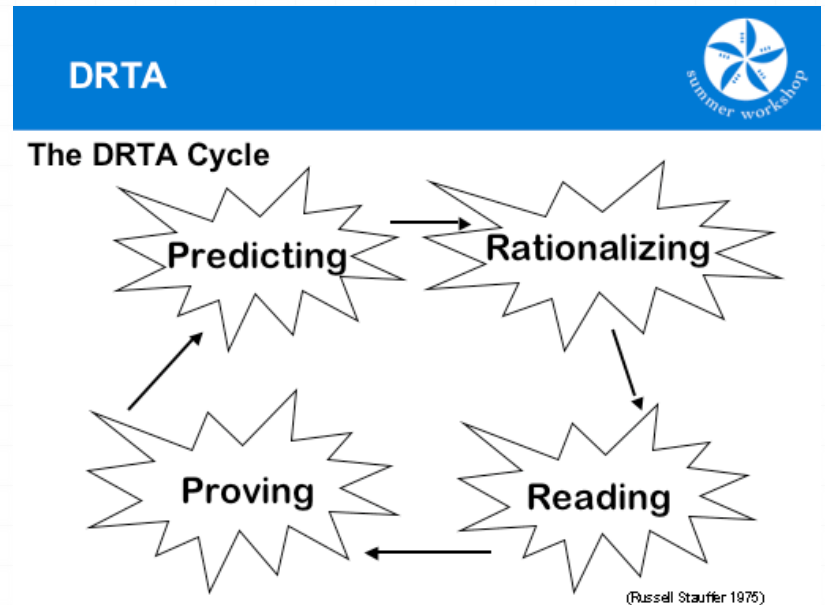 DRTA
summer workshop
The DRTA Cycle
Predicting
Rationalizing
Proving
Reading
(Russell Stauffer 1975)